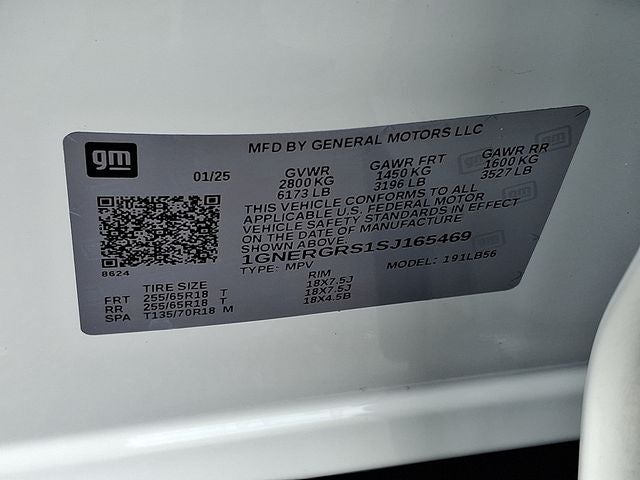 gm
MFD BY GENERAL MOTORS LLC
01/25
GVWR GAWR FRT GAWR RR
2800 KG 1450 KG 1600 KG
6173 LB 3196 LB 3527 LB
THIS VEHICLE CONFORMS TO ALL
APPLICABLE U.S. FEDERAL MOTOR
VEHICLE SAFETY STANDARDS IN EFFECT
ON THE DATE OF MANUFACTURE
SHOWN ABOVE.
1GNERGRS1SJ165469
TYPE: MPV MODEL: 191LB56
8624
TIRE SIZE RIM
FRT 255/65R18 T 18X7.5J
RR 255/65R18 T 18X7.5J
SPA T135/70R18 M 18X4.5B